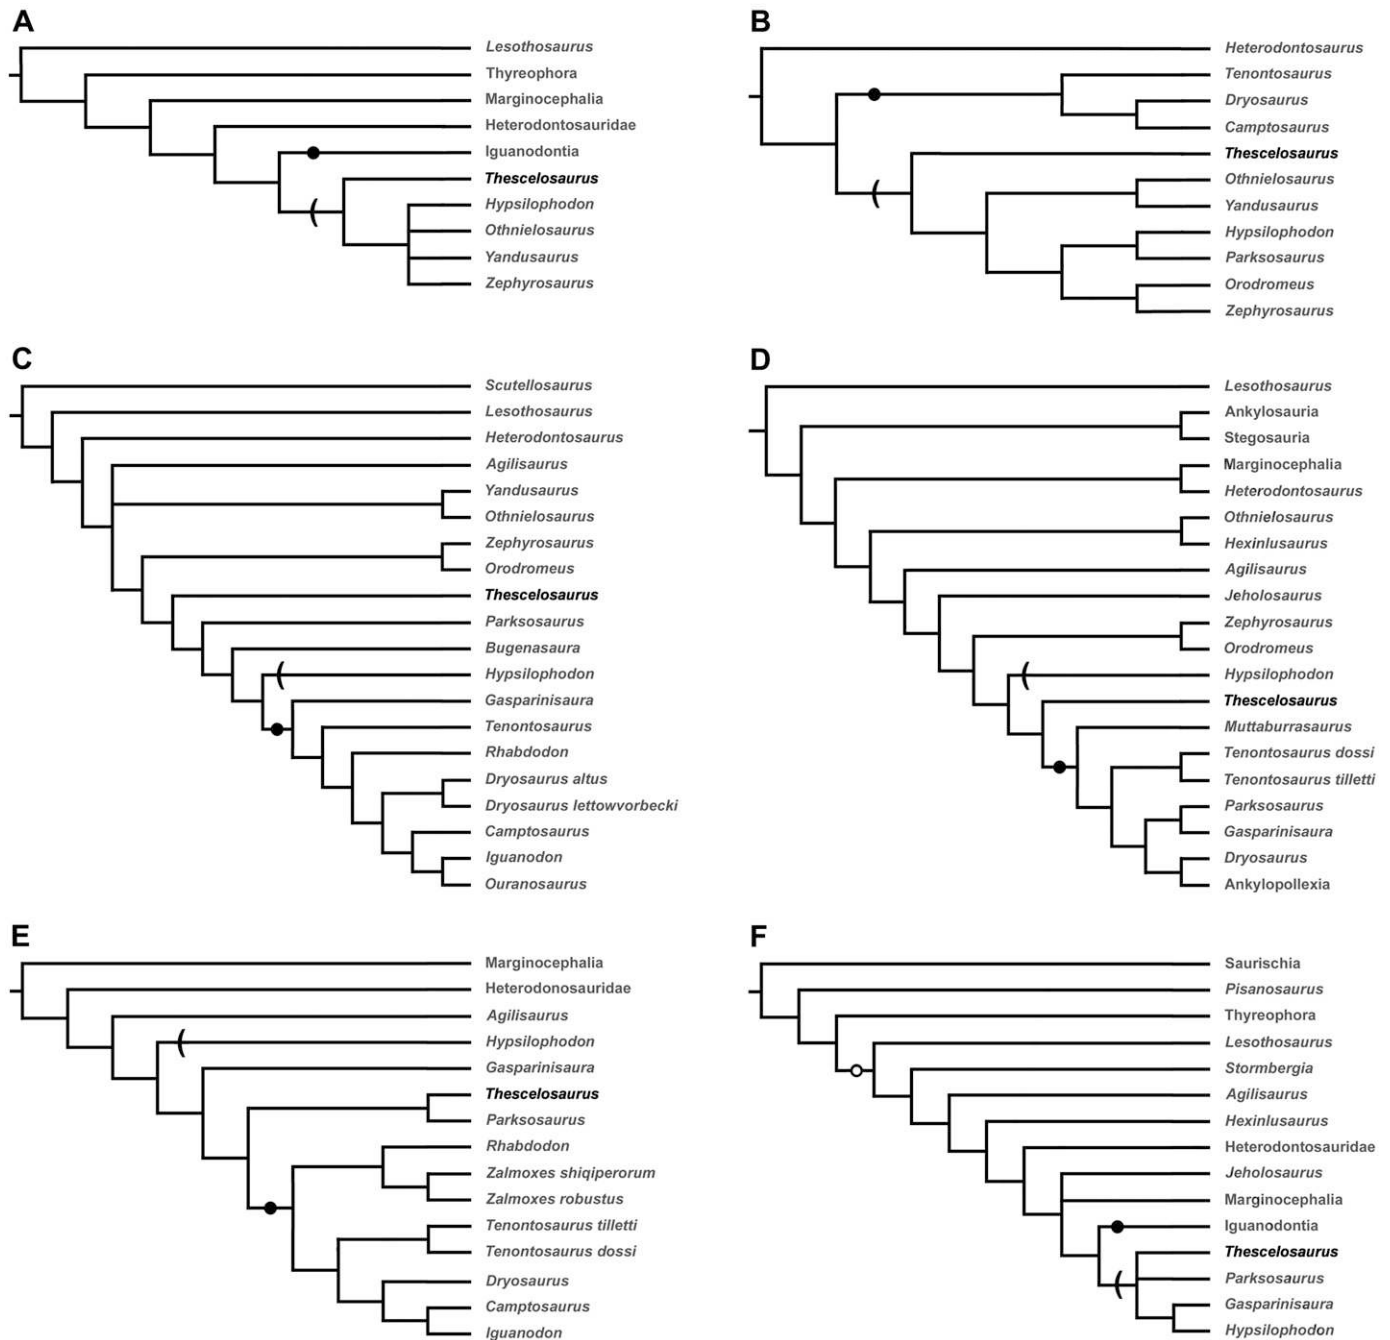 A
Lesothosaurus
Thyreophora
Marginocephalia
Heterodontosauridae
Iguanodontia
Thescelosaurus
Hypsilophodon
Othnielosaurus
Yandusaurus
Zephyrosaurus
B
Heterodontosaurus
Tenontosaurus
Dryosaurus
Camptosaurus
Thescelosaurus
Othnielosaurus
Yandusaurus
Hypsilophodon
Parksosaurus
Orodromeus
Zephyrosaurus
C
Scutellosaurus
Lesothosaurus
Heterodontosaurus
Agilisaurus
Yandusaurus
Othnielosaurus
Zephyrosaurus
Orodromeus
Thescelosaurus
Parksosaurus
Bugenasaura
Hypsilophodon
Gasparinisaura
Tenontosaurus
Rhabdodon
Dryosaurus altus
Dryosaurus lettowvorbecki
Camptosaurus
Iguanodon
Ouranosaurus
D
Lesothosaurus
Ankylosauria
Stegosauria
Marginocephalia
Heterodontosaurus
Othnielosaurus
Hexinlusaurus
Agilisaurus
Jeholosaurus
Zephyrosaurus
Orodromeus
Hypsilophodon
Thescelosaurus
Muttaburrasaurus
Tenontosaurus dossi
Tenontosaurus tilletti
Parksosaurus
Gasparinisaura
Dryosaurus
Ankylopollexia
E
Marginocephalia
Heterodonosauridae
Agilisaurus
Hypsilophodon
Gasparinisaura
Thescelosaurus
Parksosaurus
Rhabdodon
Zalmoxes shiqiperorum
Zalmoxes robustus
Tenontosaurus tilletti
Tenontosaurus dossi
Dryosaurus
Camptosaurus
Iguanodon
F
Saurischia
Pisanosaurus
Thyreophora
Lesothosaurus
Stormbergia
Agilisaurus
Hexinlusaurus
Heterodontosauridae
Jeholosaurus
Marginocephalia
Iguanodontia
Thescelosaurus
Parksosaurus
Gasparinisaura
Hypsilophodon